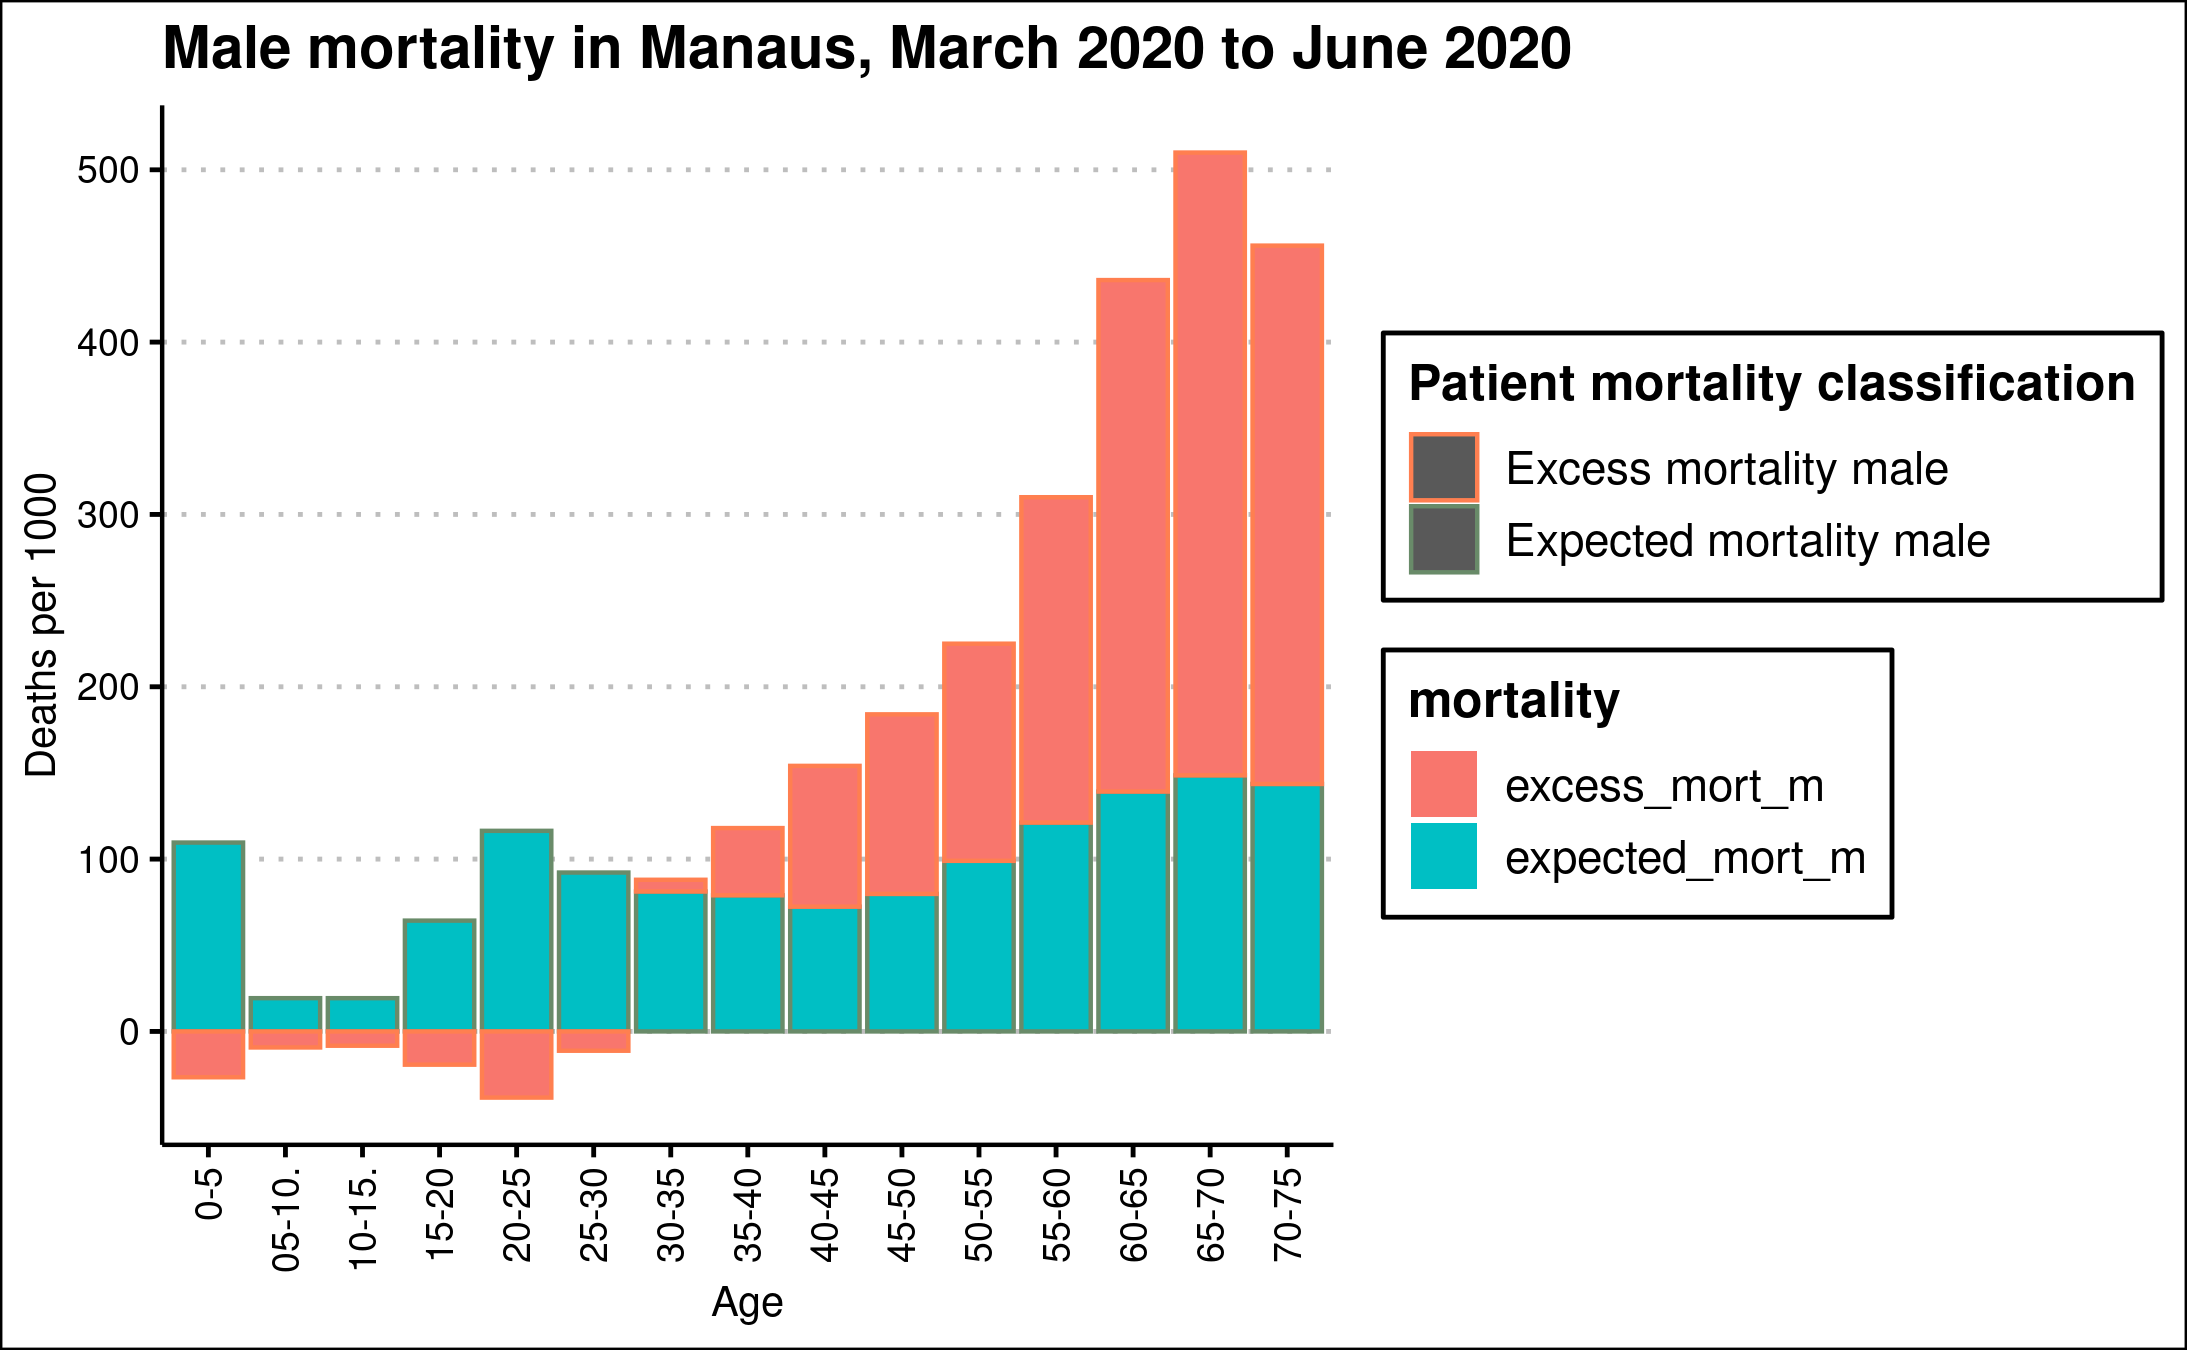 Male mortality in Manaus, March 2020 to June 2020
Deaths per 1000
500
400
300
200
100
0
0-5
05-10.
10-15.
15-20
20-25
25-30
30-35
35-40
40-45
45-50
50-55
55-60
60-65
65-70
70-75
Age
Patient mortality classification
Excess mortality male
Expected mortality male
mortality
excess_mort_m
expected_mort_m